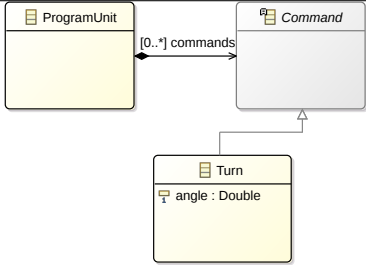 ProgramUnit
Command
[0..*] commands
Turn
angle : Double